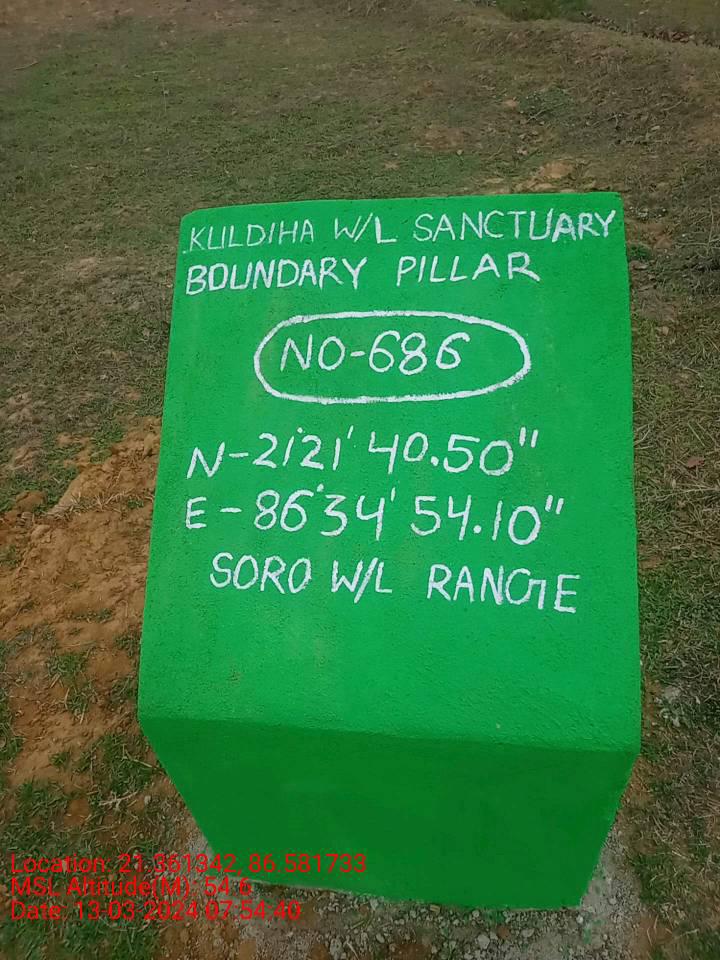 KULDIHA W/L SANCTUARY
BOUNDARY PILLAR
NO-686
N-21°21' 40.50"
E-86°34' 54.10"
SORO W/L RANGE
Location: 21.361342, 86.581733
MSL Altitude(M): 54.6
Date: 13-03-2024 07:54:40